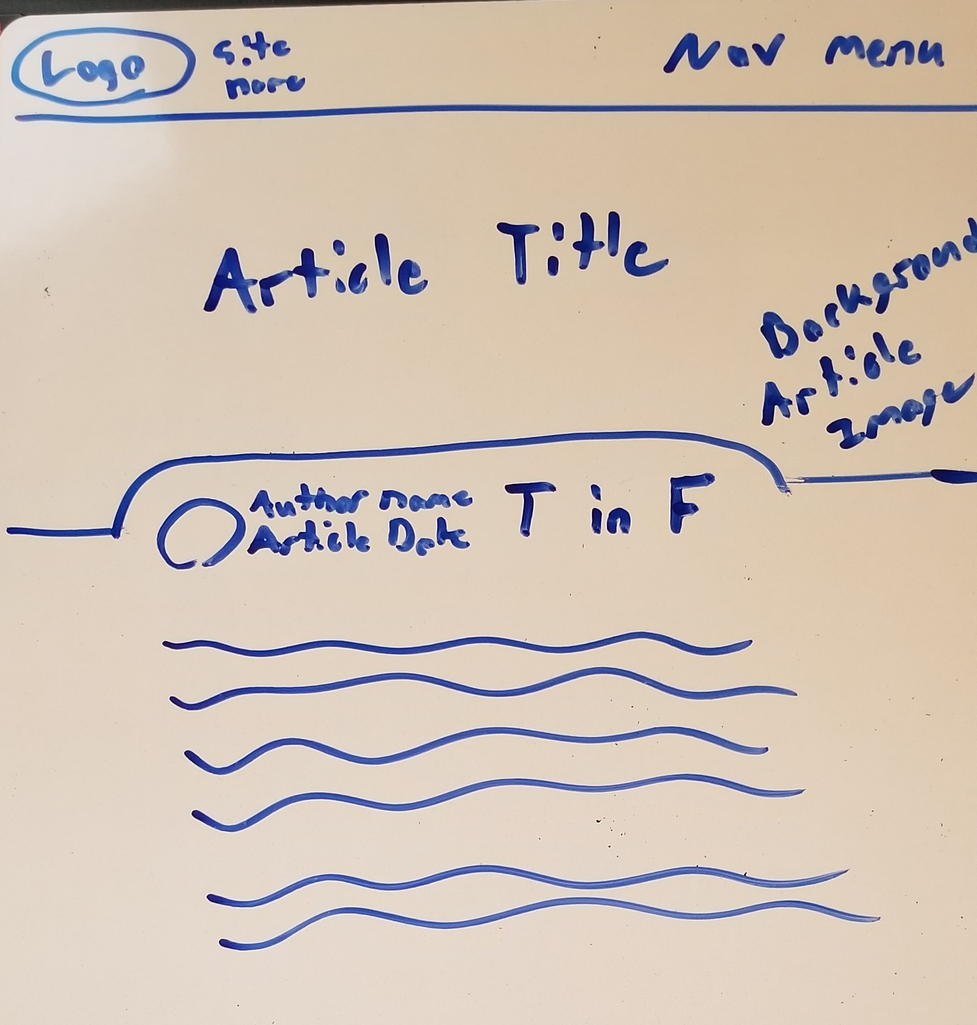 Logo
Site
name
Nav menu
Article Title
Background
Article
Image
Author name
Article Date
T in F